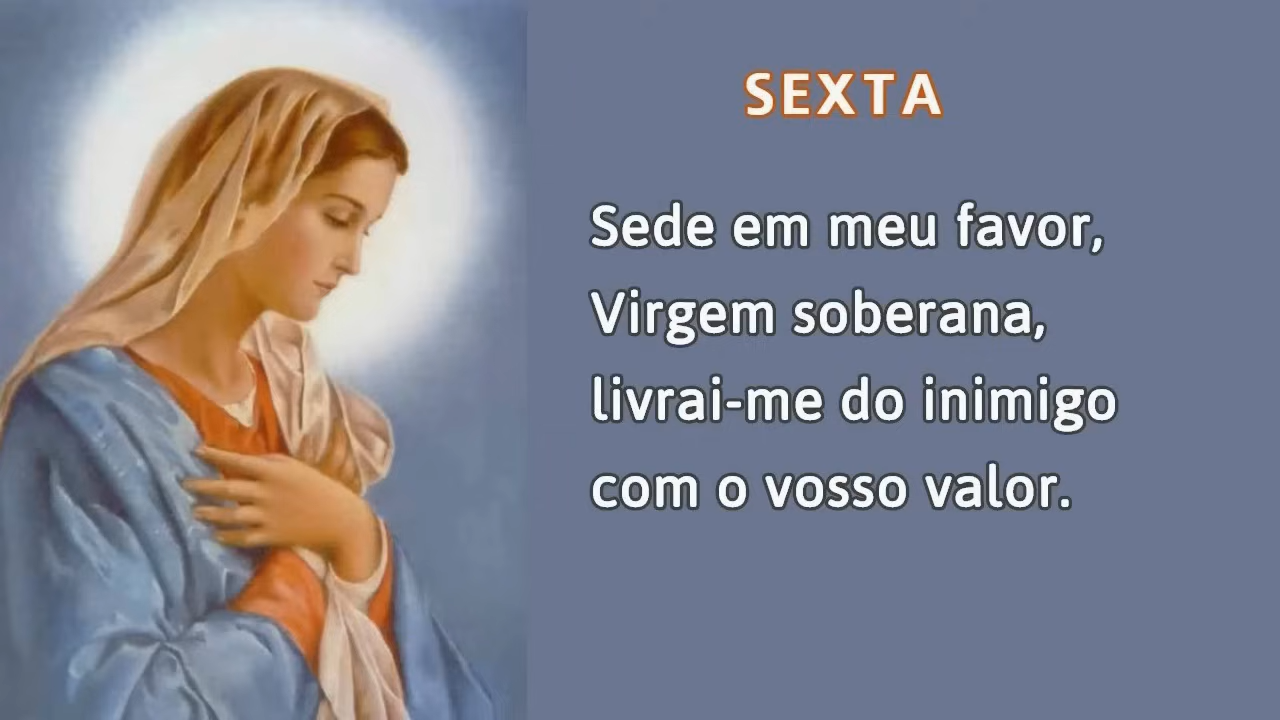 SEXTA
Sede em meu favor,
Virgem soberana,
livrai-me do inimigo
com o vosso valor.